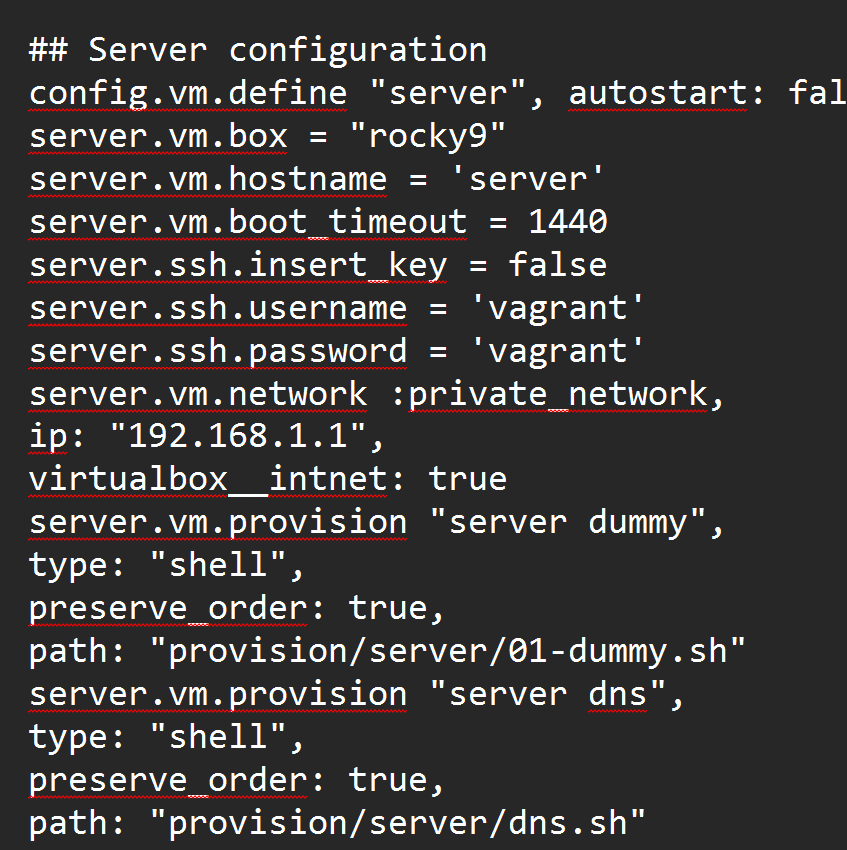 ## Server configuration
config.vm.define "server", autostart: fal
server.vm.box = "rocky9"
server.vm.hostname = 'server'
server.vm.boot_timeout = 1440
server.ssh.insert_key = false
server.ssh.username = 'vagrant'
server.ssh.password = 'vagrant'
server.vm.network :private_network,
ip: "192.168.1.1",
virtualbox__intnet: true
server.vm.provision "server dummy",
type: "shell",
preserve_order: true,
path: "provision/server/01-dummy.sh"
server.vm.provision "server dns",
type: "shell",
preserve_order: true,
path: "provision/server/dns.sh"